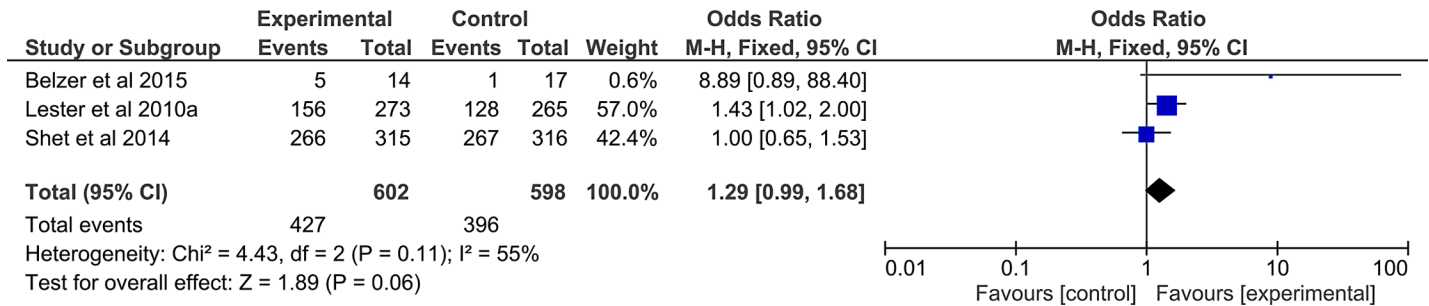 Experimental Control Odds Ratio Odds Ratio
Study or Subgroup Events Total Events Total Weight M-H, Fixed, 95% CI M-H, Fixed, 95% CI
Belzer et al 2015 5 14 1 17 0.6% 8.89 [0.89, 88.40]
Lester et al 2010a 156 273 128 265 57.0% 1.43 [1.02, 2.00]
Shet et al 2014 266 315 267 316 42.4% 1.00 [0.65, 1.53]
Total (95% CI) 602 598 100.0% 1.29 [0.99, 1.68]
Total events 427 396
Heterogeneity: Chi² = 4.43, df = 2 (P = 0.11); I² = 55%
Test for overall effect: Z = 1.89 (P = 0.06)
0.01 0.1 1 10 100
Favours [control] Favours [experimental]